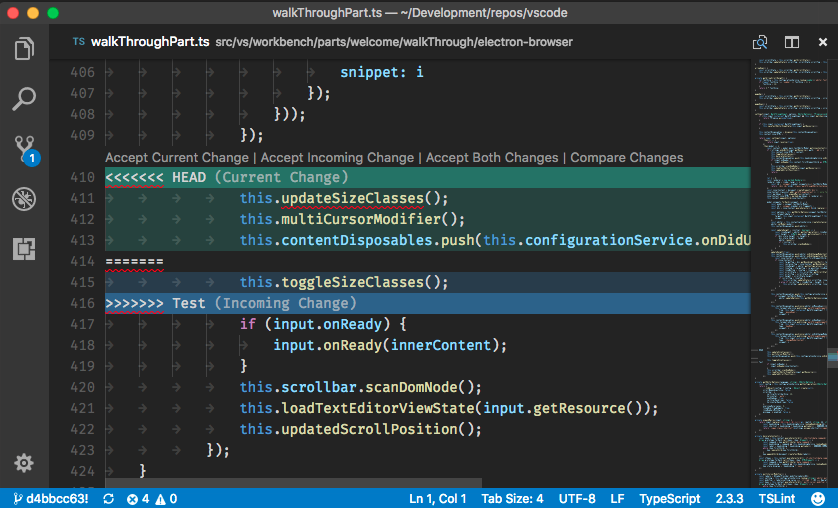 walkThroughPart.ts — ~/Development/repos/vscode
TS walkThroughPart.ts src/vs/workbench/parts/welcome/walkThrough/electron-browser
406 snippet: i
407 });
408 }));
409 });
Accept Current Change | Accept Incoming Change | Accept Both Changes | Compare Changes
410 <<<<<<< HEAD (Current Change)
411 this.updateSizeClasses();
412 this.multiCursorModifier();
413 this.contentDisposables.push(this.configurationService.onDidU
414 =======
415 this.toggleSizeClasses();
416 >>>>>>> Test (Incoming Change)
417 if (input.onReady) {
418 input.onReady(innerContent);
419 }
420 this.scrollbar.scanDomNode();
421 this.loadTextEditorViewState(input.getResource());
422 this.updatedScrollPosition();
423 });
424 }
1
d4bbcc63! 4 0 Ln 1, Col 1 Tab Size: 4 UTF-8 LF TypeScript 2.3.3 TSLint